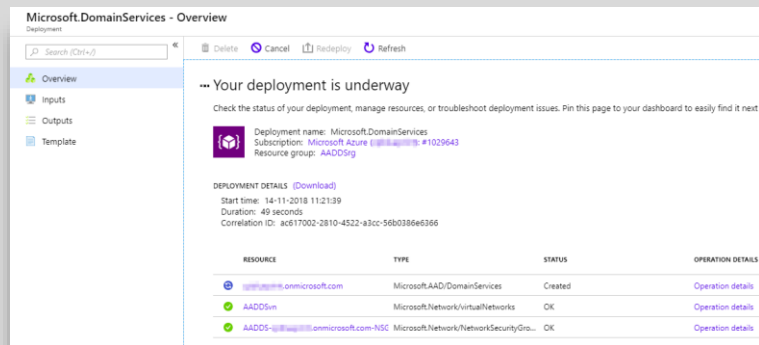 Microsoft.DomainServices - Overview
Deployment
Search (Ctrl+/)
Delete Cancel Redeploy Refresh
Overview
Inputs
Outputs
Template
Your deployment is underway
Check the status of your deployment, manage resources, or troubleshoot deployment issues. Pin this page to your dashboard to easily find it next
Deployment name: Microsoft.DomainServices
Subscription: Microsoft Azure ( ): #1029643
Resource group: AADDSrg
DEPLOYMENT DETAILS (Download)
Start time: 14-11-2018 11:21:39
Duration: 49 seconds
Correlation ID: ac617002-2810-4522-a3cc-56b0386e6366
RESOURCE TYPE STATUS OPERATION DETAILS
.onmicrosoft.com Microsoft.AAD/DomainServices Created Operation details
AADDSvn Microsoft.Network/virtualNetworks OK Operation details
AADDS- .onmicrosoft.com-NSG Microsoft.Network/NetworkSecurityGro... OK Operation details